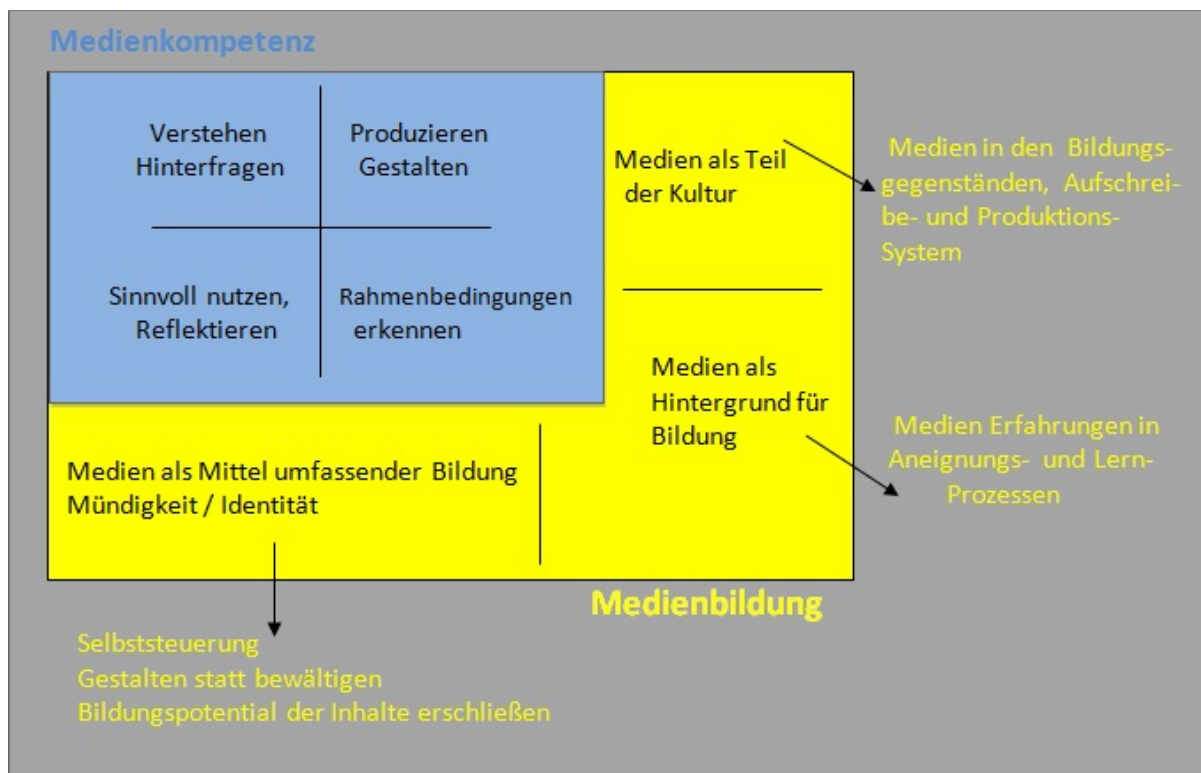 Medienkompetenz
Verstehen
Hinterfragen
Produzieren
Gestalten
Sinnvoll nutzen,
Reflektieren
Rahmenbedingungen
erkennen
Medien als Teil
der Kultur
Medien in den Bildungs-
gegenständen, Aufschrei-
be- und Produktions-
System
Medien als
Hintergrund für
Bildung
Medien Erfahrungen in
Aneignungs- und Lern-
Prozessen
Medien als Mittel umfassender Bildung
Mündigkeit / Identität
Medienbildung
Selbststeuerung
Gestalten statt bewältigen
Bildungspotential der Inhalte erschließen